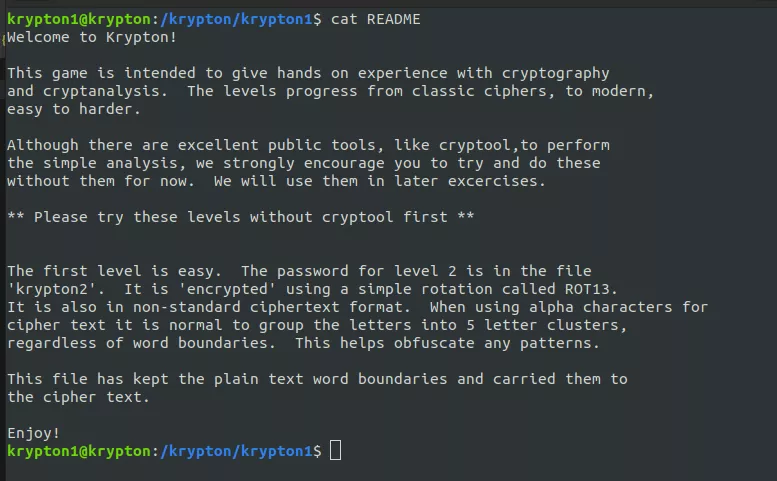 krypton1@krypton:/krypton/krypton1$ cat README
Welcome to Krypton!

This game is intended to give hands on experience with cryptography
and cryptanalysis.  The levels progress from classic ciphers, to modern,
easy to harder.

Although there are excellent public tools, like cryptool,to perform
the simple analysis, we strongly encourage you to try and do these
without them for now.  We will use them in later excercises.

** Please try these levels without cryptool first **


The first level is easy.  The password for level 2 is in the file
'krypton2'.  It is 'encrypted' using a simple rotation called ROT13.
It is also in non-standard ciphertext format.  When using alpha characters for
cipher text it is normal to group the letters into 5 letter clusters,
regardless of word boundaries.  This helps obfuscate any patterns.

This file has kept the plain text word boundaries and carried them to
the cipher text.

Enjoy!
krypton1@krypton:/krypton/krypton1$